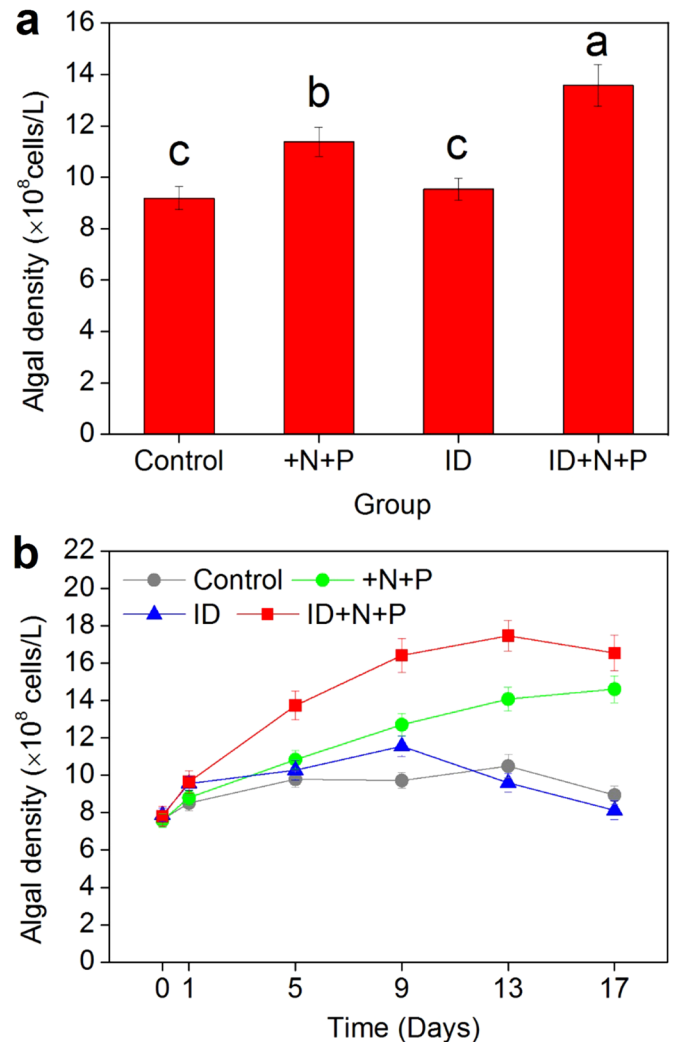 a
Algal density (×10⁸cells/L)
16
14
12
10
8
6
4
2
0
c
b
c
a
Control +N+P ID ID+N+P
Group
b
Algal density (×10⁸ cells/L)
22
20
18
16
14
12
10
8
6
4
2
0
Control +N+P
ID ID+N+P
0 1 5 9 13 17
Time (Days)